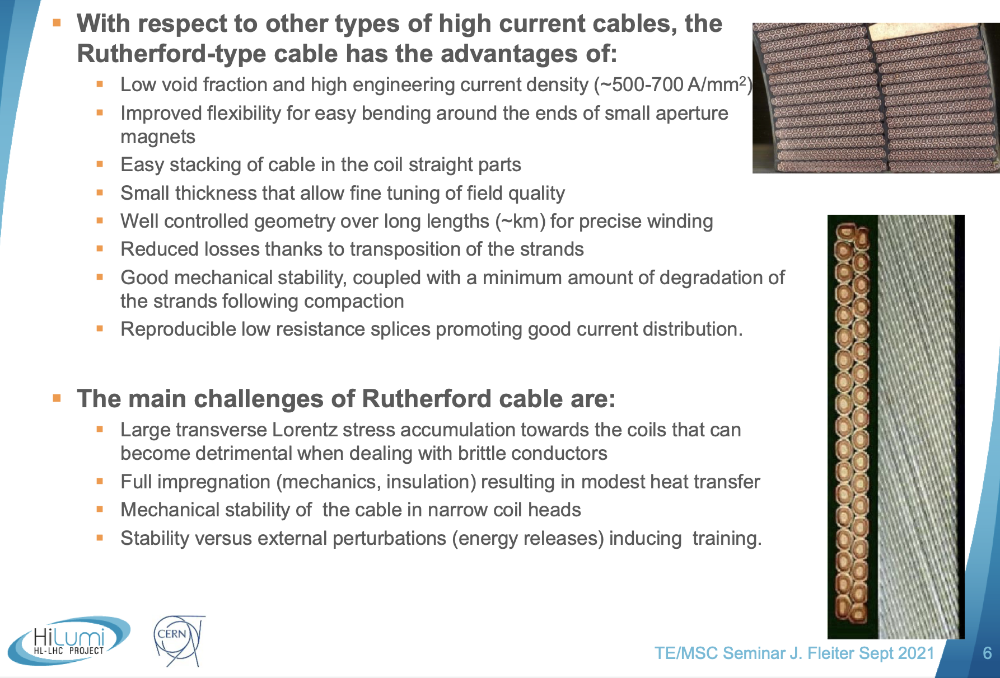 With respect to other types of high current cables, the
Rutherford-type cable has the advantages of:
Low void fraction and high engineering current density (~500-700 A/mm²)
Improved flexibility for easy bending around the ends of small aperture
magnets
Easy stacking of cable in the coil straight parts
Small thickness that allow fine tuning of field quality
Well controlled geometry over long lengths (~km) for precise winding
Reduced losses thanks to transposition of the strands
Good mechanical stability, coupled with a minimum amount of degradation of
the strands following compaction
Reproducible low resistance splices promoting good current distribution.
The main challenges of Rutherford cable are:
Large transverse Lorentz stress accumulation towards the coils that can
become detrimental when dealing with brittle conductors
Full impregnation (mechanics, insulation) resulting in modest heat transfer
Mechanical stability of  the cable in narrow coil heads
Stability versus external perturbations (energy releases) inducing  training.
HiLumi
HL-LHC PROJECT
CERN
TE/MSC Seminar J. Fleiter Sept 2021
6